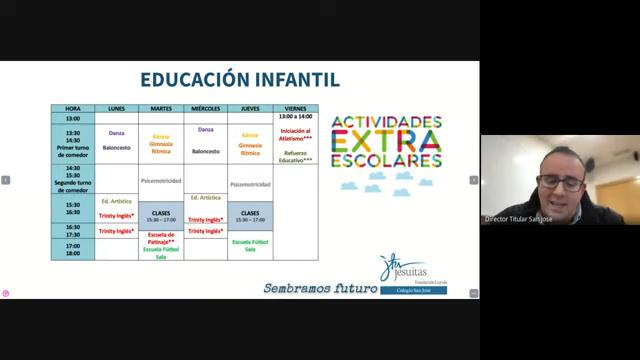 EDUCACIÓN INFANTIL
HORA LUNES MARTES MIÉRCOLES JUEVES VIERNES
13:00 13:00 a 14:00
13:30
14:30
Primer turno
de comedor
Danza
Baloncesto
Kárate
Gimnasia
Rítmica
Danza
Baloncesto
Kárate
Gimnasia
Rítmica
Iniciación al
Atletismo***
Refuerzo
Educativo***
14:30
15:30
Segundo turno
de comedor
Psicomotricidad
Psicomotricidad
15:30
16:30
Ed. Artística
Trinity Inglés*
CLASES
15:30 – 17:00
Ed. Artística
Trinity Inglés*
CLASES
15:30 – 17:00
16:30
17:30
Trinity Inglés*
Escuela de
Patinaje**
Trinity Inglés*
17:00
18:00
Escuela Fútbol
Sala
Escuela Fútbol
Sala
ACTIVIDADES
EXTRA
ESCOLARES
Sembramos futuro
jesuitas
Fundación Loyola
Colegio San José
Director Titular San Jose